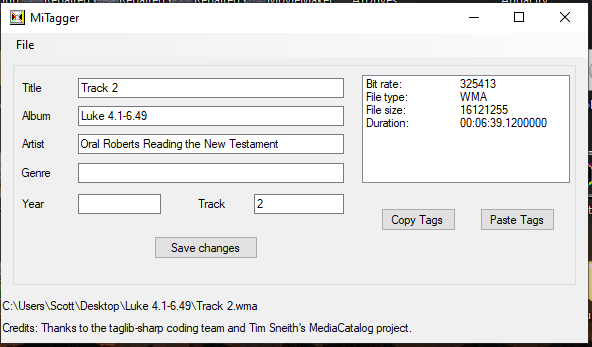 MiTagger
File
Title Track 2
Album Luke 4.1-6.49
Artist Oral Roberts Reading the New Testament
Genre
Year Track 2
Save changes
Bit rate: 325413
File type: WMA
File size: 16121255
Duration: 00:06:39.1200000
Copy Tags Paste Tags
C:\Users\Scott\Desktop\Luke 4.1-6.49\Track 2.wma
Credits: Thanks to the taglib-sharp coding team and Tim Sneith's MediaCatalog project.